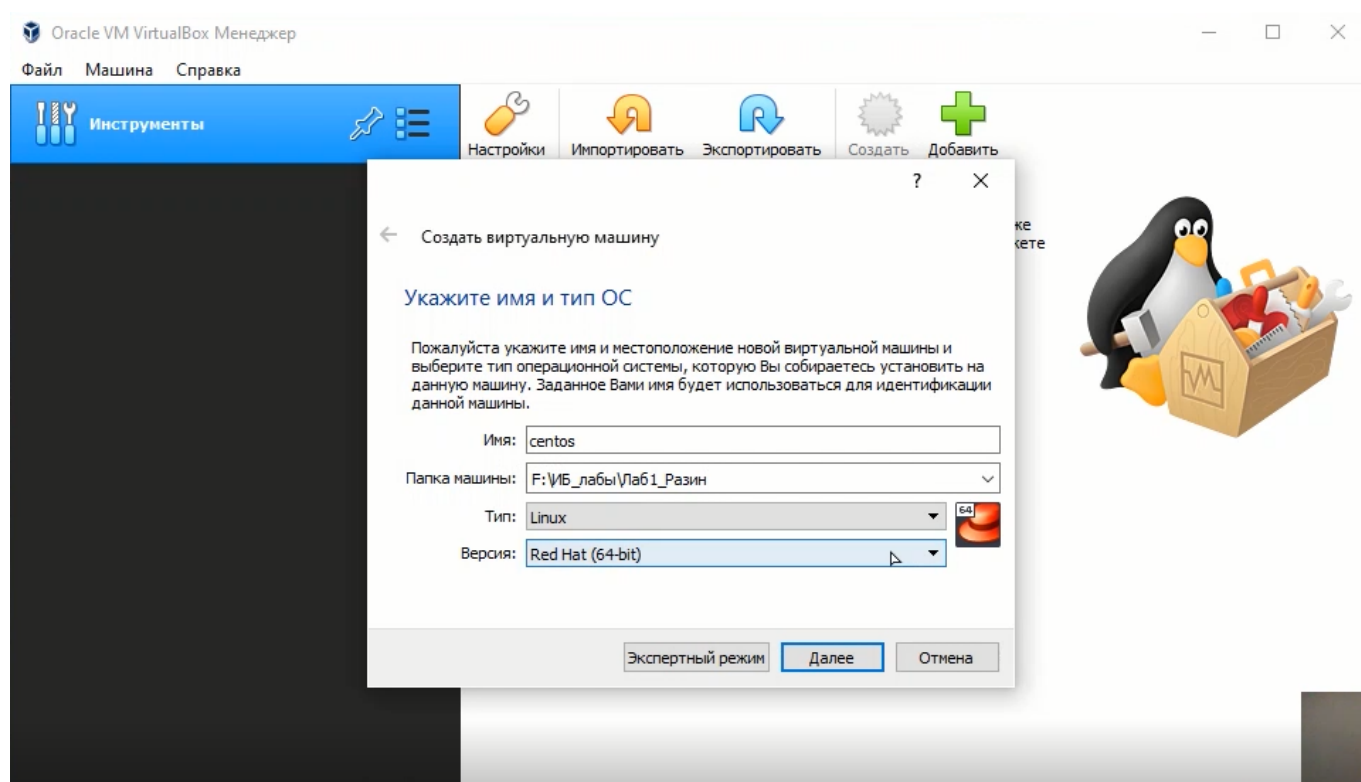 Oracle VM VirtualBox Менеджер
Файл Машина Справка
Инструменты
Настройки Импортировать Экспортировать Создать Добавить
?
же
жете
Создать виртуальную машину
Укажите имя и тип ОС
Пожалуйста укажите имя и местоположение новой виртуальной машины и
выберите тип операционной системы, которую Вы собираетесь установить на
данную машину. Заданное Вами имя будет использоваться для идентификации
данной машины.
Имя: centos
Папка машины: F:\ИБ_лабы\Лаб1_Разин
Тип: Linux
64
Версия: Red Hat (64-bit)
Экспертный режим Далее Отмена